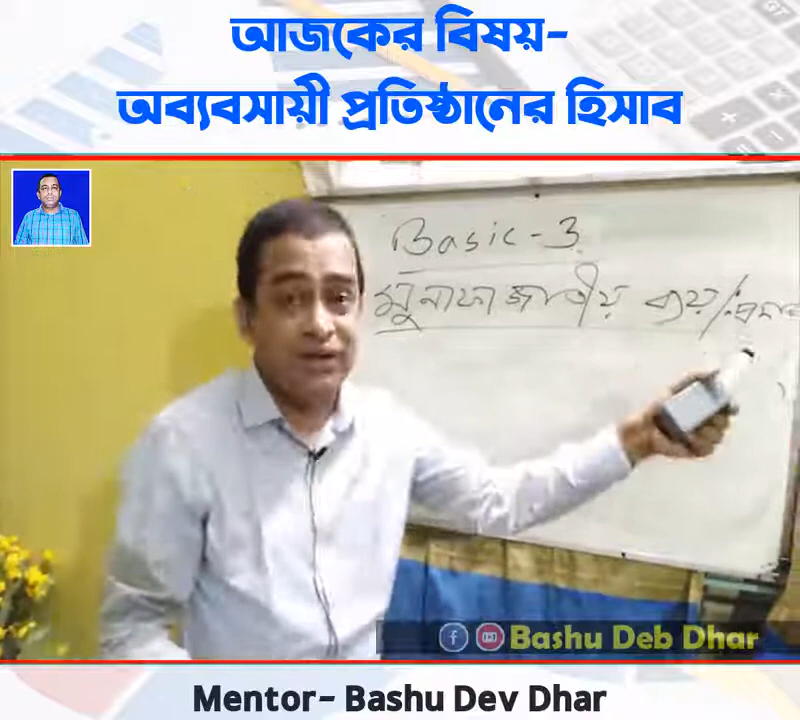 আজকের বিষয়-
অব্যবসায়ী প্রতিষ্ঠানের হিসাব
Basic-3
মুনাফাজাতীয় ব্যয়/
Bashu Deb Dhar
Mentor- Bashu Dev Dhar